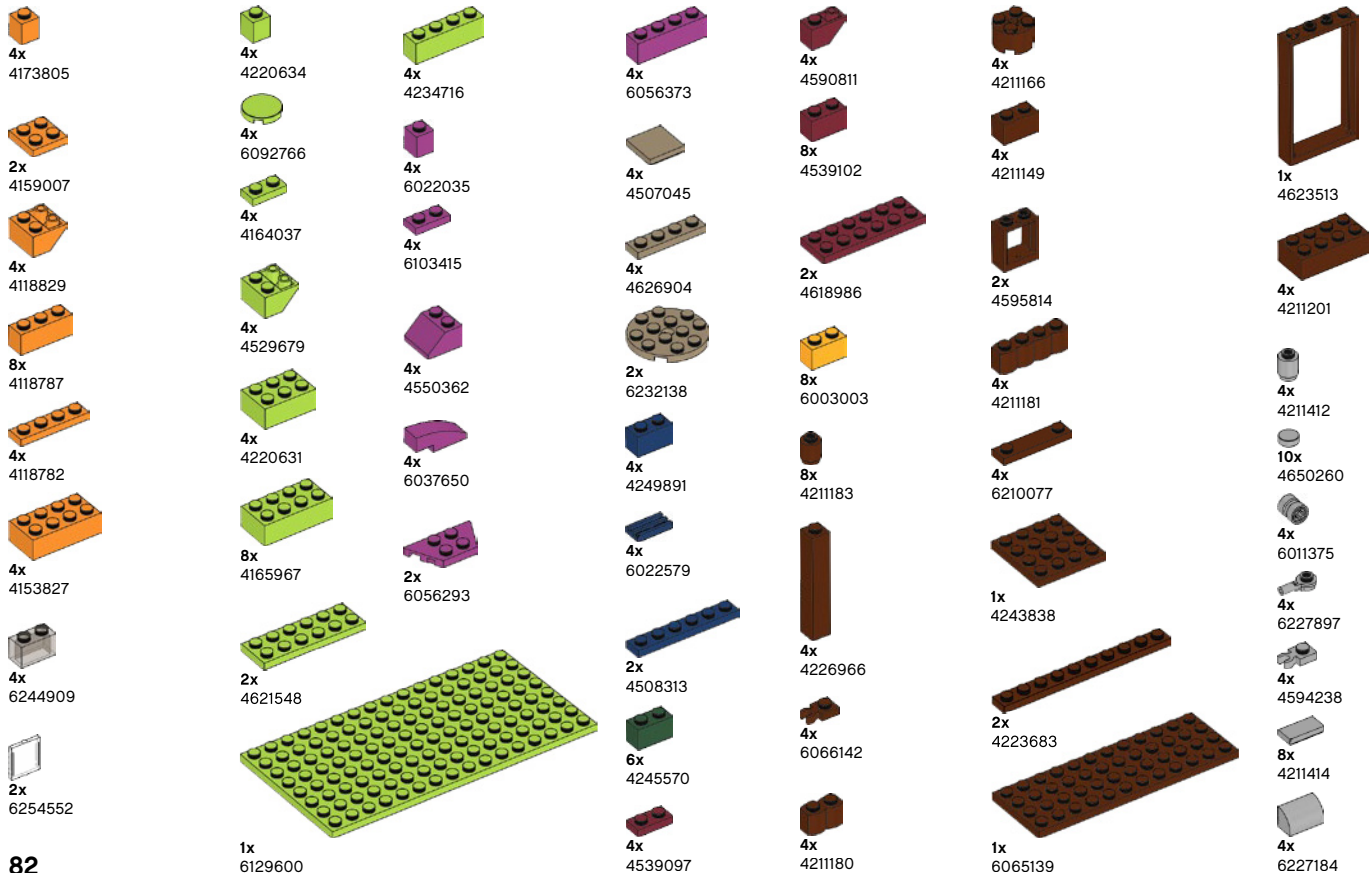 4x
4173805
2x
4159007
4x
4118829
8x
4118787
4x
4118782
4x
4153827
4x
6244909
2x
6254552
82
4x
4220634
4x
6092766
4x
4164037
4x
4529679
4x
4220631
8x
4165967
2x
4621548
1x
6129600
4x
4234716
4x
6022035
4x
6103415
4x
4550362
4x
6037650
2x
6056293
4x
6056373
4x
4507045
4x
4626904
2x
6232138
4x
4249891
4x
6022579
2x
4508313
6x
4245570
4x
4539097
4x
4590811
8x
4539102
2x
4618986
8x
6003003
8x
4211183
4x
4226966
4x
6066142
4x
4211180
4x
4211166
4x
4211149
2x
4595814
4x
4211181
4x
6210077
1x
4243838
2x
4223683
1x
6065139
1x
4623513
4x
4211201
4x
4211412
10x
4650260
4x
6011375
4x
6227897
4x
4594238
8x
4211414
4x
6227184